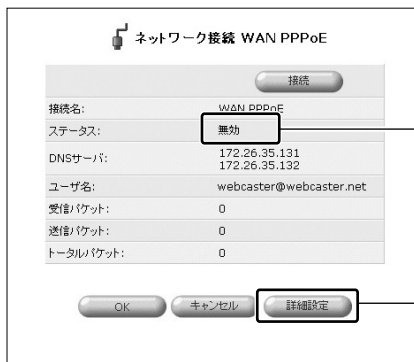 ネットワーク接続 WAN PPPoE
接続
接続名: WAN PPPoE
ステータス: 無効
DNSサーバ: 172.26.35.131
172.26.35.132
ユーザ名: webcaster@webcaster.net
受信パケット: 0
送信パケット: 0
トータルパケット: 0
OK キャンセル 詳細設定